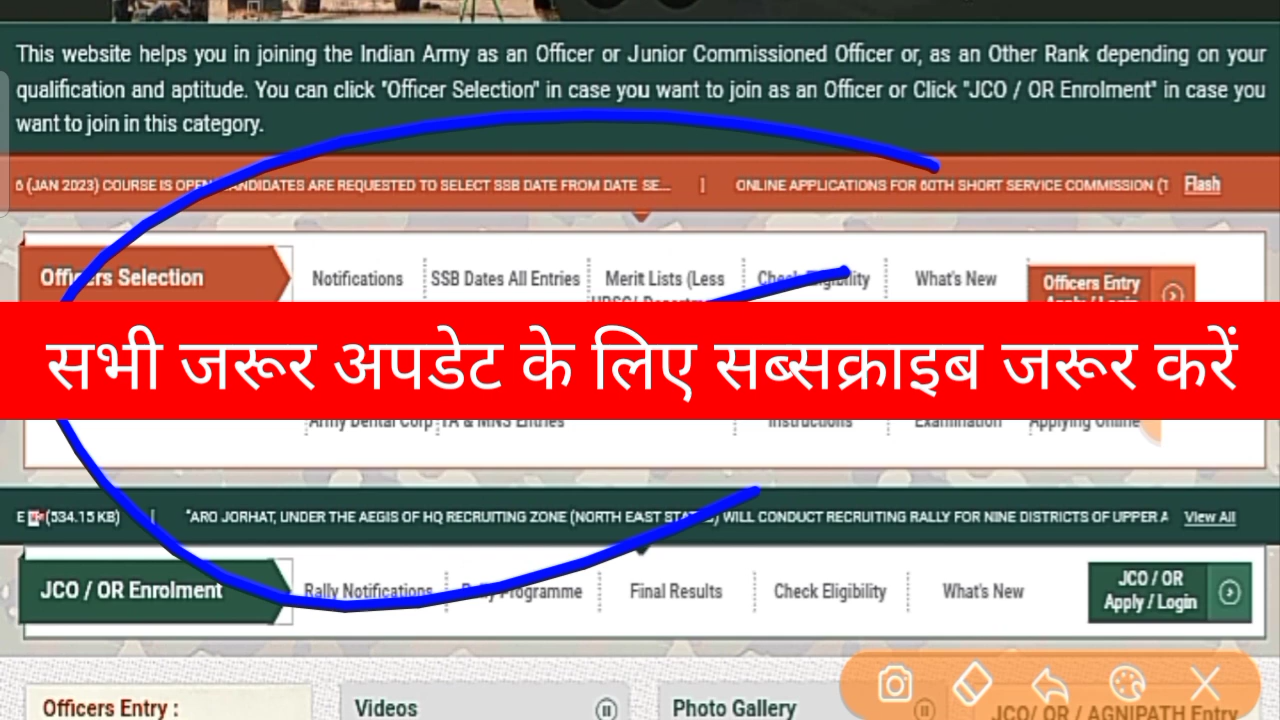 This website helps you in joining the Indian Army as an Officer or Junior Commissioned Officer or, as an Other Rank depending on your
qualification and aptitude. You can click "Officer Selection" in case you want to join as an Officer or Click "JCO / OR Enrolment" in case you
want to join in this category.
6 (JAN 2023) COURSE IS OPEN. CANDIDATES ARE REQUESTED TO SELECT SSB DATE FROM DATE SE... | ONLINE APPLICATIONS FOR 60TH SHORT SERVICE COMMISSION (T Flash
Officers Selection
Notifications SSB Dates All Entries Merit Lists (Less Check Eligibility What's New Officers Entry
सभी जरूर अपडेट के लिए सब्सक्राइब जरूर करें
Army Dental Corp TA & MNS Entries Instructions Examination Applying Online
E (534.15 KB) | "ARO JORHAT, UNDER THE AEGIS OF HQ RECRUITING ZONE (NORTH EAST STATES) WILL CONDUCT RECRUITING RALLY FOR NINE DISTRICTS OF UPPER A View All
JCO / OR Enrolment
Rally Notifications Rally Programme Final Results Check Eligibility What's New
JCO / OR
Apply / Login
Officers Entry : Videos Photo Gallery JCO/ OR / AGNIPATH Entry